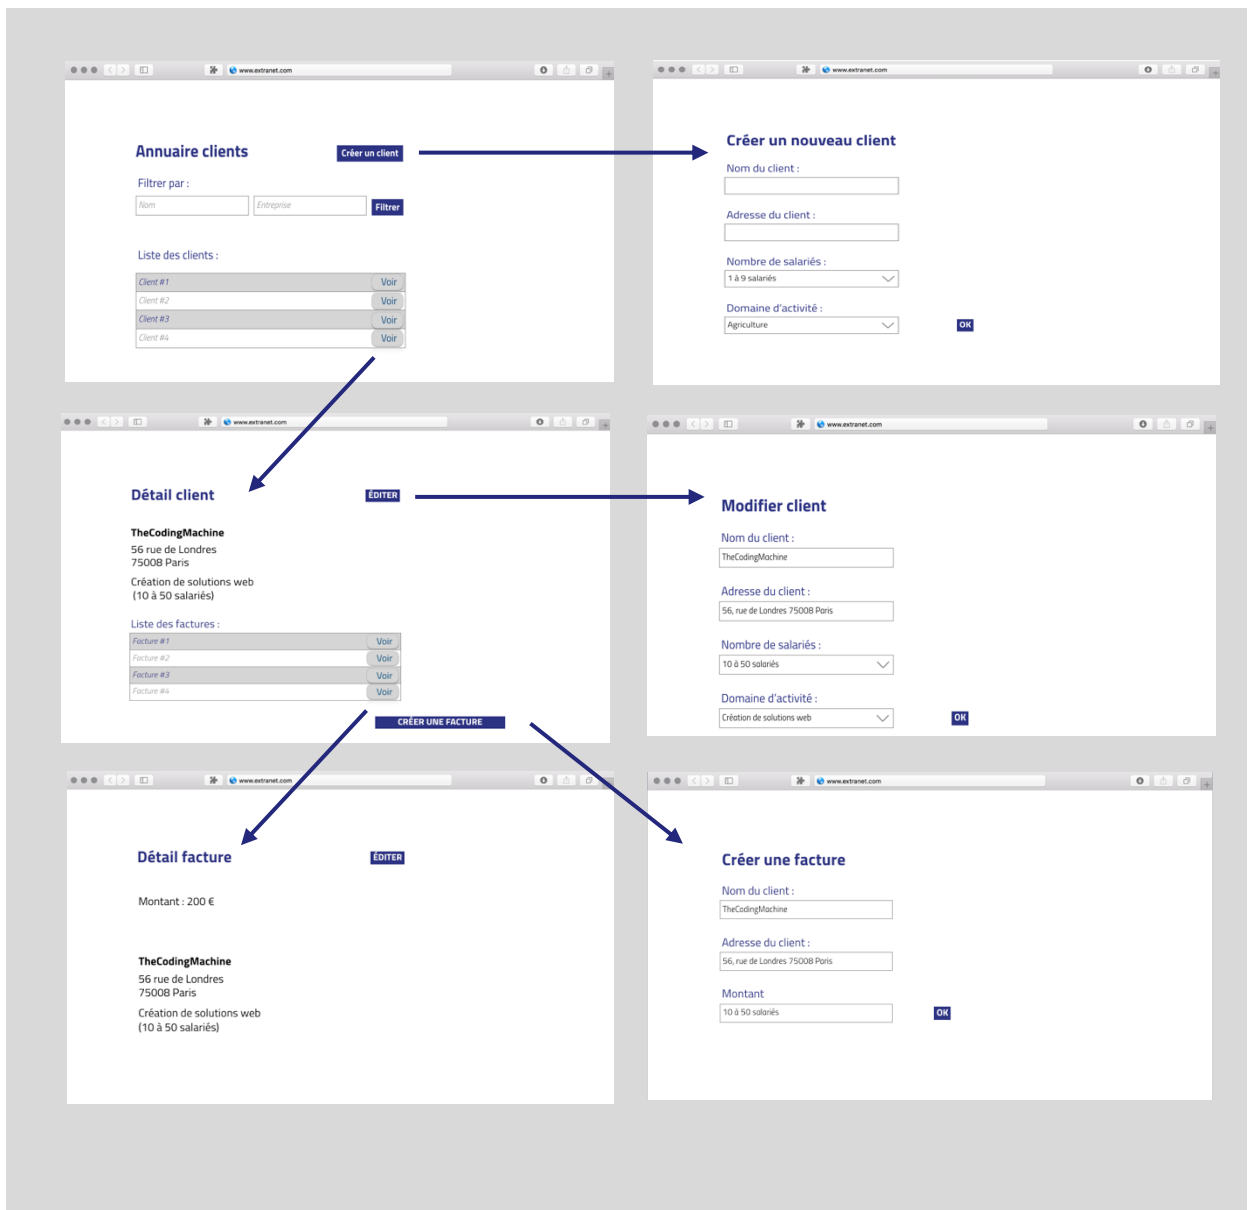 www.extranet.com
Annuaire clients
Créer un client
Filtrer par :
Nom
Entreprise
Filtrer
Liste des clients :
Client #1
Voir
Client #2
Voir
Client #3
Voir
Client #4
Voir
www.extranet.com
Créer un nouveau client
Nom du client :
Adresse du client :
Nombre de salariés :
1 à 9 salariés
Domaine d'activité :
Agriculture
OK
www.extranet.com
Détail client
ÉDITER
TheCodingMachine
56 rue de Londres
75008 Paris
Création de solutions web
(10 à 50 salariés)
Liste des factures :
Facture #1
Voir
Facture #2
Voir
Facture #3
Voir
Facture #4
Voir
CRÉER UNE FACTURE
www.extranet.com
Modifier client
Nom du client :
TheCodingMachine
Adresse du client :
56, rue de Londres 75008 Paris
Nombre de salariés :
10 à 50 salariés
Domaine d'activité :
Création de solutions web
OK
www.extranet.com
Détail facture
ÉDITER
Montant : 200 €
TheCodingMachine
56 rue de Londres
75008 Paris
Création de solutions web
(10 à 50 salariés)
www.extranet.com
Créer une facture
Nom du client :
TheCodingMachine
Adresse du client :
56, rue de Londres 75008 Paris
Montant
10 à 50 salariés
OK